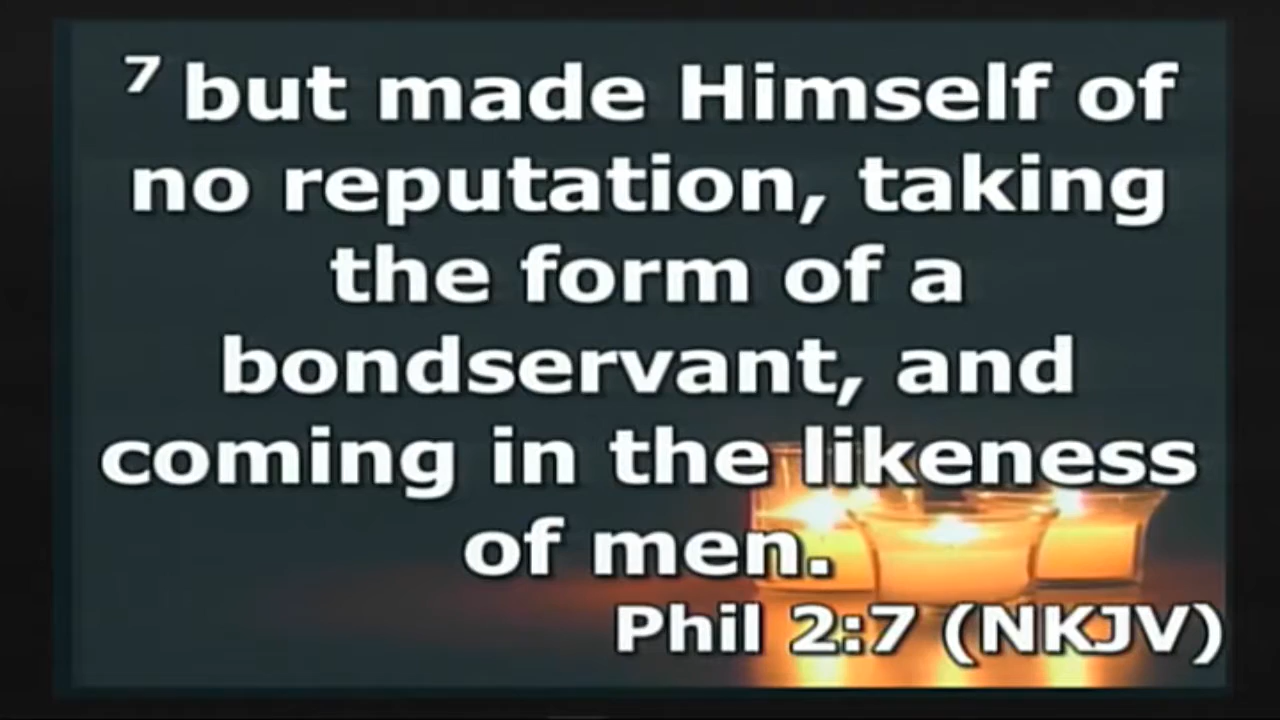 7 but made Himself of
no reputation, taking
the form of a
bondservant, and
coming in the likeness
of men.
Phil 2:7 (NKJV)